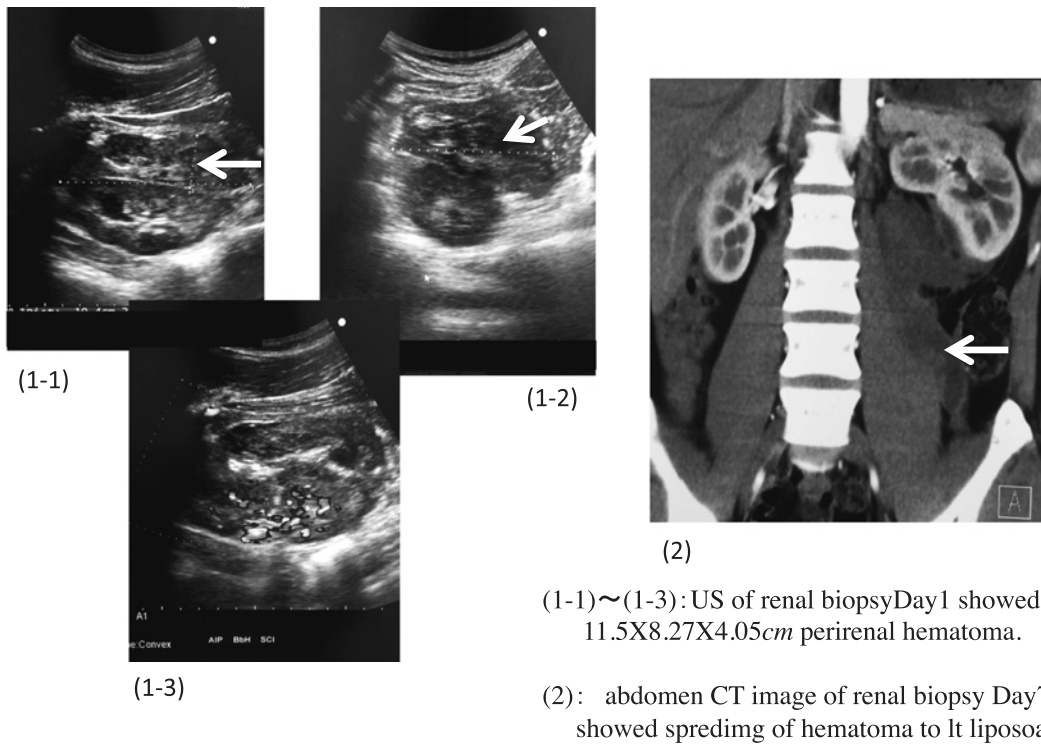 (1-1)
(1-2)
A1
ne.Convex AIP BbH SCI
(1-3)
A
(2)
(1-1)～(1-3):US of renal biopsyDay1 showed
11.5X8.27X4.05cm perirenal hematoma.
(2): abdomen CT image of renal biopsy Day
showed spredimg of hematoma to lt liposoa